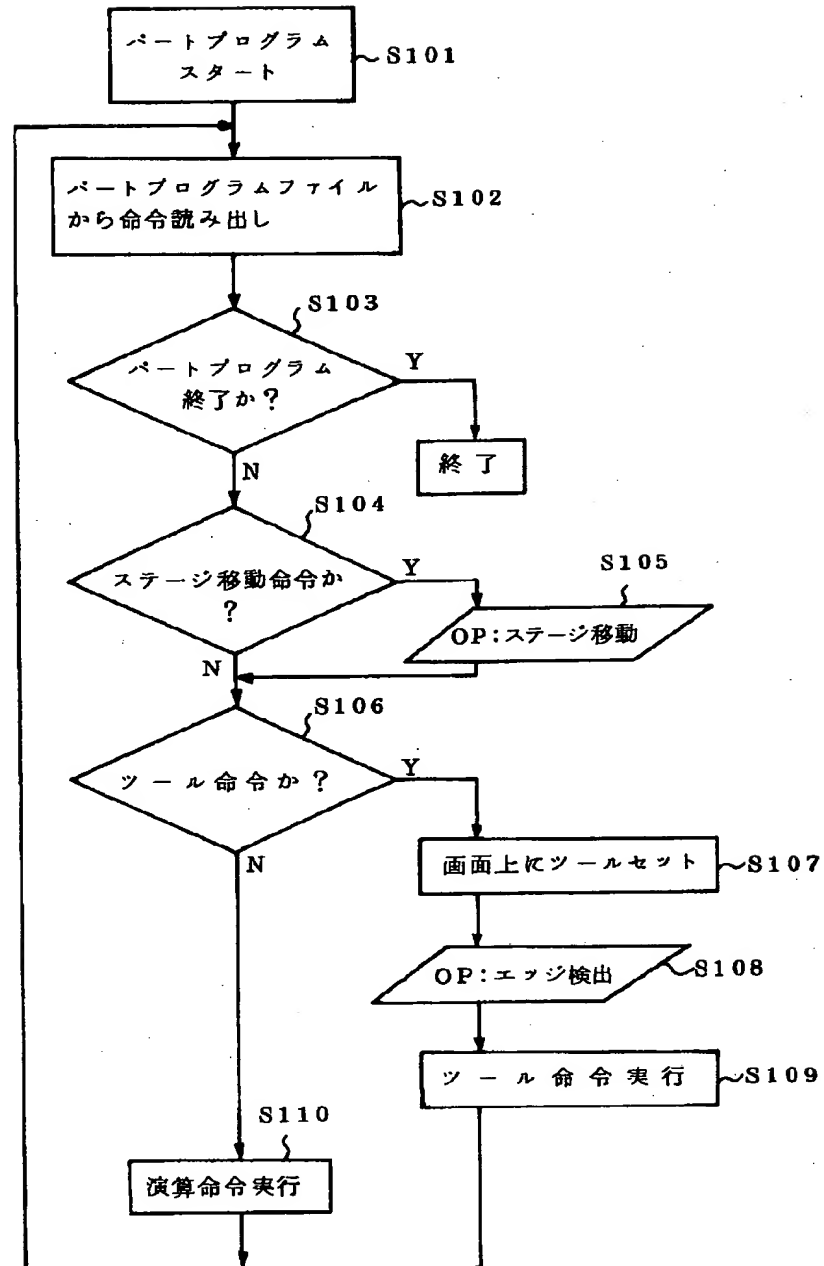 パートプログラム
スタート
S101
パートプログラムファイル
から命令読み出し
S102
S103
パートプログラム
終了か?
Y
終了
N
S104
ステージ移動命令か
?
Y
S105
OP:ステージ移動
N
S106
ツール命令か?
Y
N
画面上にツールセット
S107
OP:エッジ検出
S108
ツール命令実行
S109
S110
演算命令実行